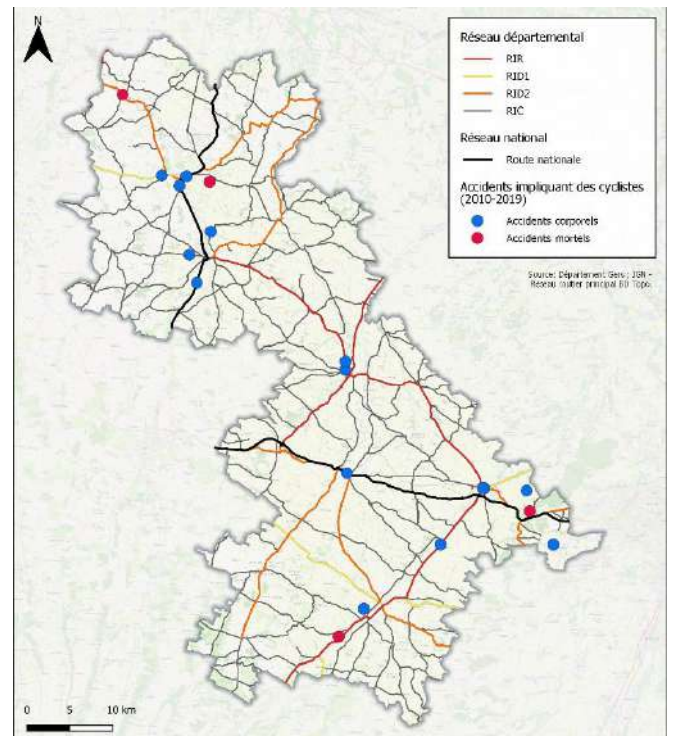 N
Réseau départemental
RIR
RID1
RID2
RIC
Réseau national
Route nationale
Accidents impliquant des cyclistes
(2010-2019)
Accidents corporels
Accidents mortels
Source: Département Gers; IGN -
Réseau routier principal BD Topo.
0 5 10 km